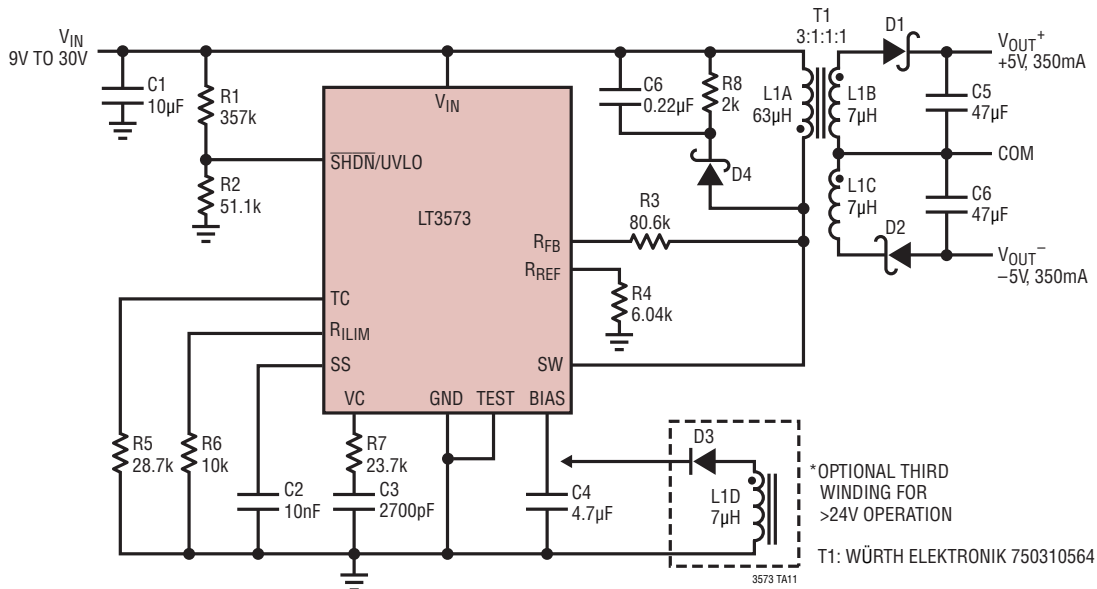 V_IN
9V TO 30V
C1
10µF
R1
357k
R2
51.1k
V_IN
SHDN/UVLO
LT3573
R_FB
R_REF
TC
R_ILIM
SS
SW
VC
GND
TEST
BIAS
C6
0.22µF
R8
2k
D4
R3
80.6k
R4
6.04k
T1
3:1:1:1
L1A
63µH
L1B
7µH
L1C
7µH
D1
D2
C5
47µF
C6
47µF
V_OUT+
+5V, 350mA
COM
V_OUT−
−5V, 350mA
R5
28.7k
R6
10k
C2
10nF
R7
23.7k
C3
2700pF
C4
4.7µF
D3
L1D
7µH
*OPTIONAL THIRD
WINDING FOR
>24V OPERATION
T1: WÜRTH ELEKTRONIK 750310564
3573 TA11